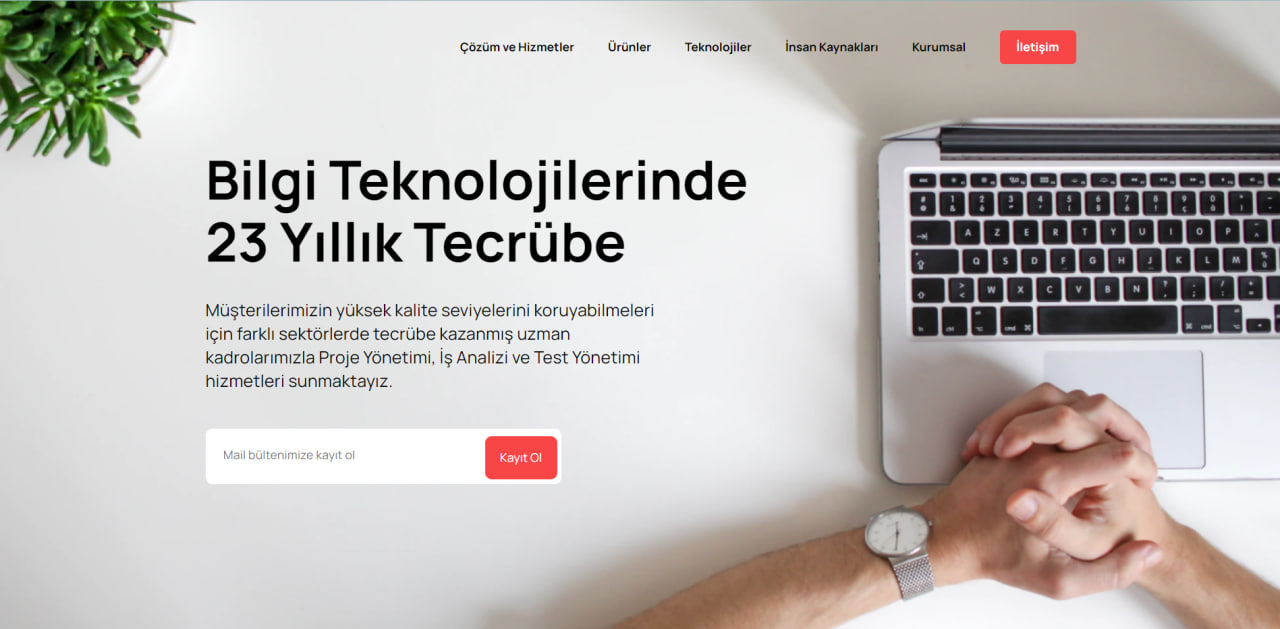 Çözüm ve Hizmetler Ürünler Teknolojiler İnsan Kaynakları Kurumsal İletişim
Bilgi Teknolojilerinde
23 Yıllık Tecrübe
Müşterilerimizin yüksek kalite seviyelerini koruyabilmeleri
için farklı sektörlerde tecrübe kazanmış uzman
kadrolarımızla Proje Yönetimi, İş Analizi ve Test Yönetimi
hizmetleri sunmaktayız.
Mail bültenimize kayıt ol Kayıt Ol
A Z E R T Y U I O P
Q S D F G H J K L M
W X C V B N